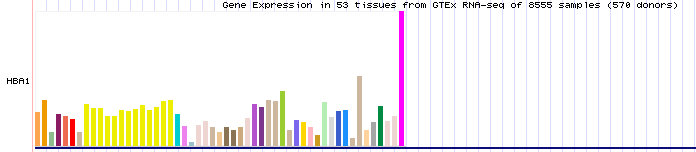 Gene Expression in 53 tissues from GTEx RNA-seq of 8555 samples (570 donors)
HBA1